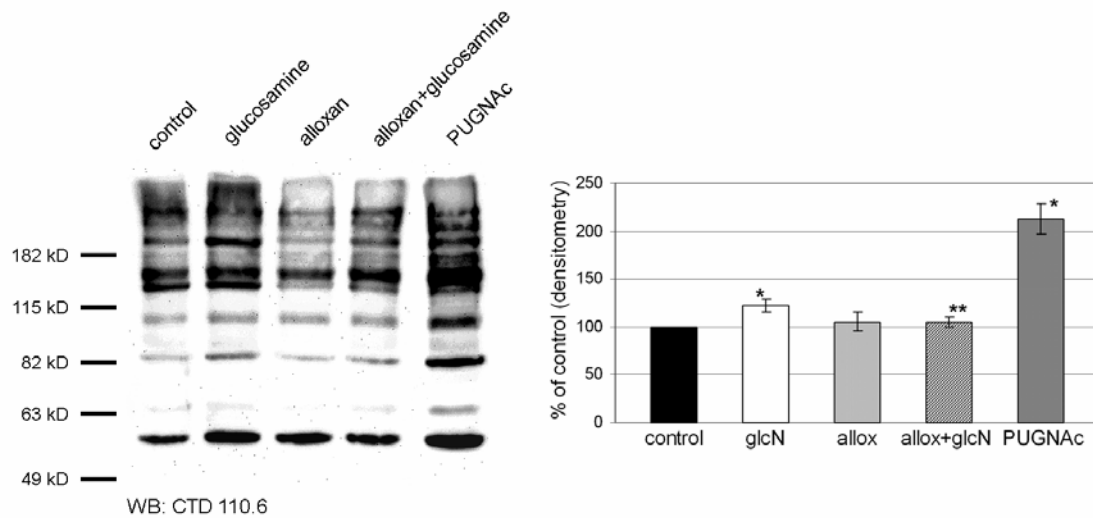 control
glucosamine
alloxan
alloxan+glucosamine
PUGNAc
182 kD
115 kD
82 kD
63 kD
49 kD
WB: CTD 110.6
% of control (densitometry)
250
200
150
100
50
0
*
**
*
control glcN allox allox+glcN PUGNAc